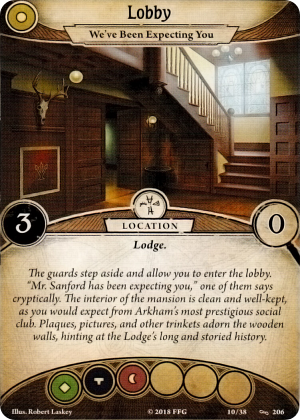 Lobby
We've Been Expecting You
3
LOCATION
0
Lodge.
The guards step aside and allow you to enter the lobby.
"Mr. Sanford has been expecting you," one of them says
cryptically. The interior of the mansion is clean and well-kept,
as you would expect from Arkham's most prestigious social
club. Plaques, pictures, and other trinkets adorn the wooden
walls, hinting at the Lodge's long and storied history.
Illus. Robert Laskey © 2018 FFG 10/38 206